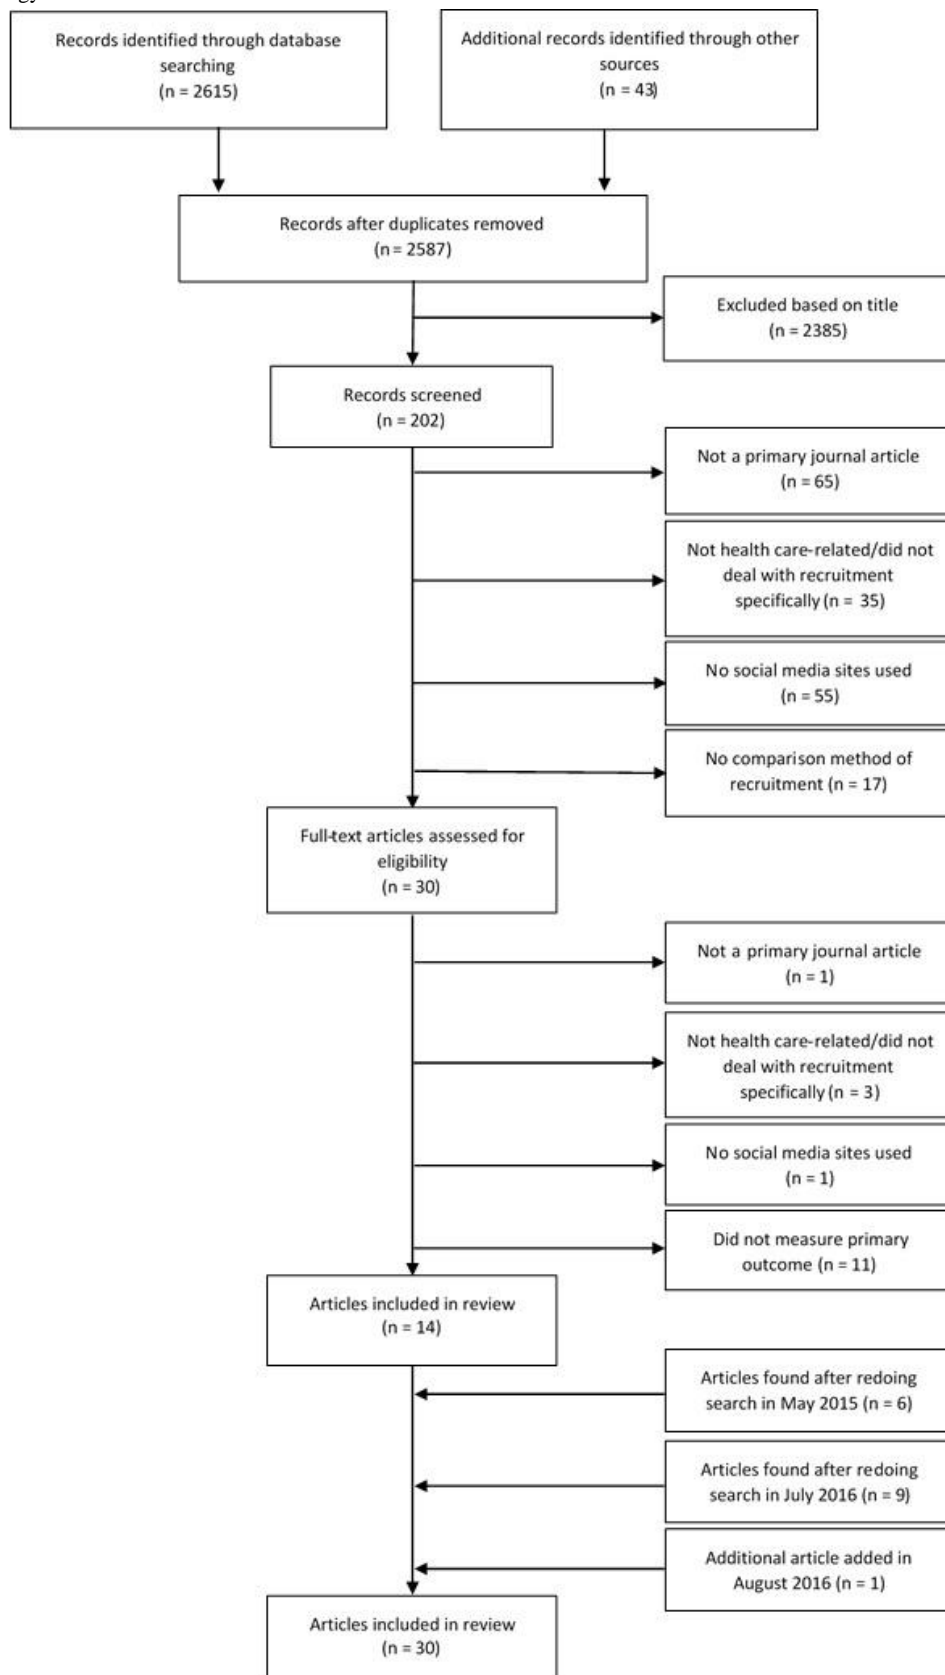 gy
Records identified through database
searching
(n = 2615)
Additional records identified through other
sources
(n = 43)
Records after duplicates removed
(n = 2587)
Excluded based on title
(n = 2385)
Records screened
(n = 202)
Not a primary journal article
(n = 65)
Not health care-related/did not
deal with recruitment
specifically (n = 35)
No social media sites used
(n = 55)
No comparison method of
recruitment (n = 17)
Full-text articles assessed for
eligibility
(n = 30)
Not a primary journal article
(n = 1)
Not health care-related/did not
deal with recruitment
specifically (n = 3)
No social media sites used
(n = 1)
Did not measure primary
outcome (n = 11)
Articles included in review
(n = 14)
Articles found after redoing
search in May 2015 (n = 6)
Articles found after redoing
search in July 2016 (n = 9)
Additional article added in
August 2016 (n = 1)
Articles included in review
(n = 30)